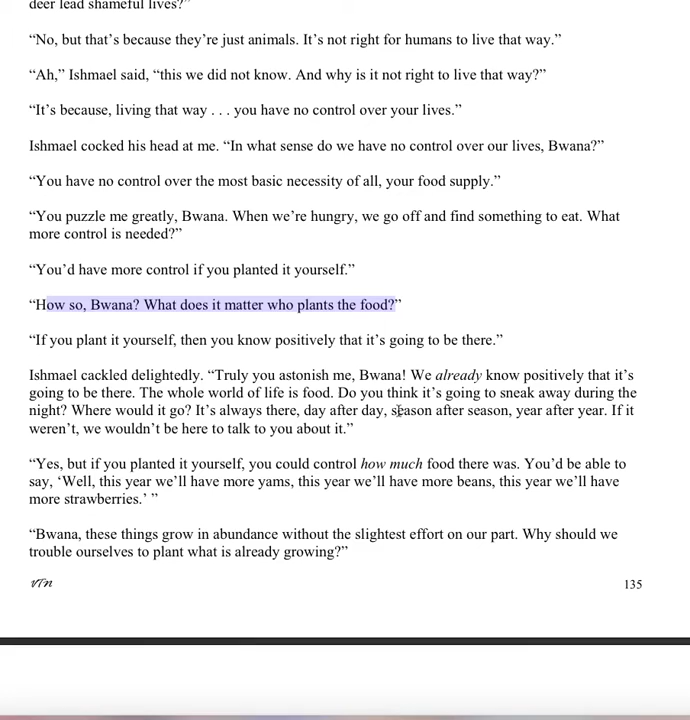 deer lead shameful lives?”
“No, but that’s because they’re just animals. It’s not right for humans to live that way.”
“Ah,” Ishmael said, “this we did not know. And why is it not right to live that way?”
“It’s because, living that way . . . you have no control over your lives.”
Ishmael cocked his head at me. “In what sense do we have no control over our lives, Bwana?”
“You have no control over the most basic necessity of all, your food supply.”
“You puzzle me greatly, Bwana. When we’re hungry, we go off and find something to eat. What
more control is needed?”
“You’d have more control if you planted it yourself.”
“How so, Bwana? What does it matter who plants the food?”
“If you plant it yourself, then you know positively that it’s going to be there.”
Ishmael cackled delightedly. “Truly you astonish me, Bwana! We already know positively that it’s
going to be there. The whole world of life is food. Do you think it’s going to sneak away during the
night? Where would it go? It’s always there, day after day, season after season, year after year. If it
weren’t, we wouldn’t be here to talk to you about it.”
“Yes, but if you planted it yourself, you could control how much food there was. You’d be able to
say, ‘Well, this year we’ll have more yams, this year we’ll have more beans, this year we’ll have
more strawberries.’ ”
“Bwana, these things grow in abundance without the slightest effort on our part. Why should we
trouble ourselves to plant what is already growing?”
135